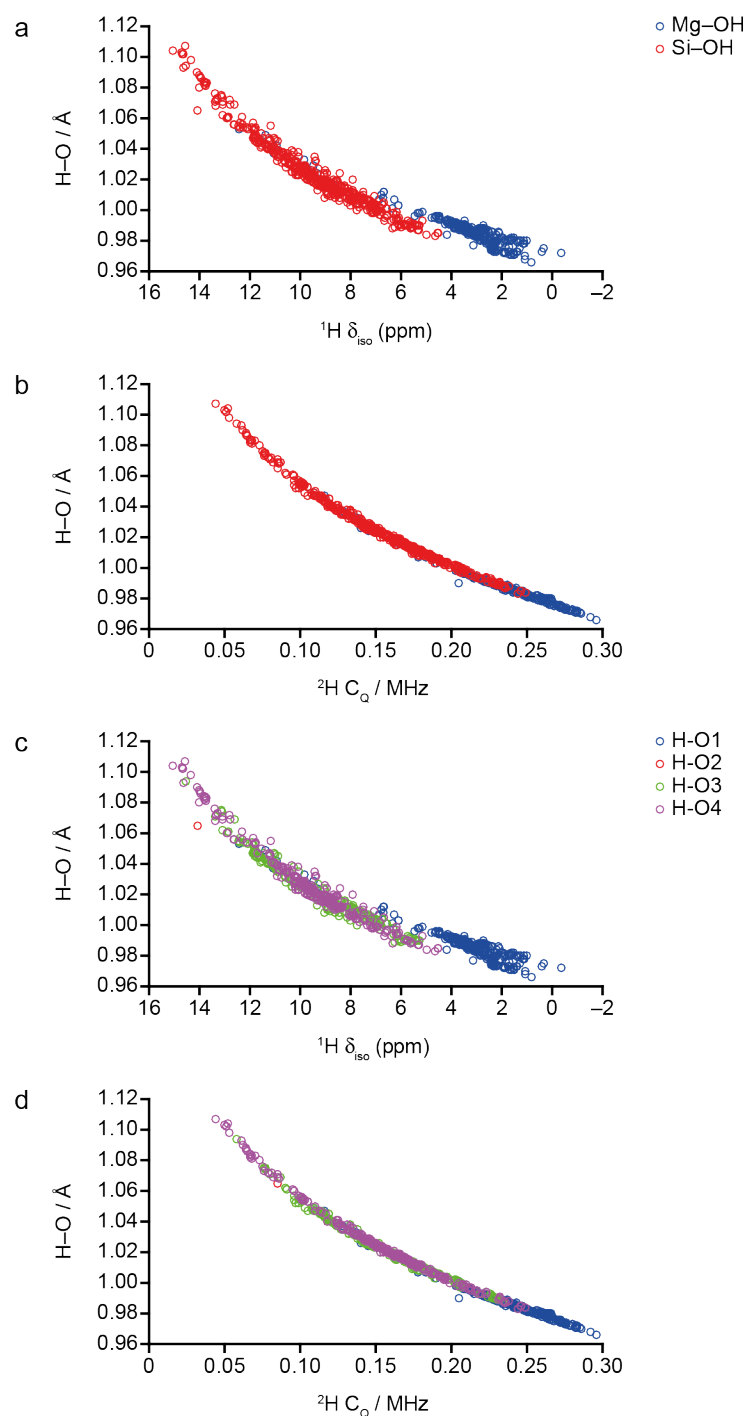 a
Mg–OH
Si–OH
H–O / Å
1.12
1.10
1.08
1.06
1.04
1.02
1.00
0.98
0.96
16 14 12 10 8 6 4 2 0 –2
¹H δiso (ppm)
b
H–O / Å
1.12
1.10
1.08
1.06
1.04
1.02
1.00
0.98
0.96
0 0.05 0.10 0.15 0.20 0.25 0.30
²H CQ / MHz
c
H-O1
H-O2
H-O3
H-O4
H–O / Å
1.12
1.10
1.08
1.06
1.04
1.02
1.00
0.98
0.96
16 14 12 10 8 6 4 2 0 –2
¹H δiso (ppm)
d
H–O / Å
1.12
1.10
1.08
1.06
1.04
1.02
1.00
0.98
0.96
0 0.05 0.10 0.15 0.20 0.25 0.30
²H CQ / MHz